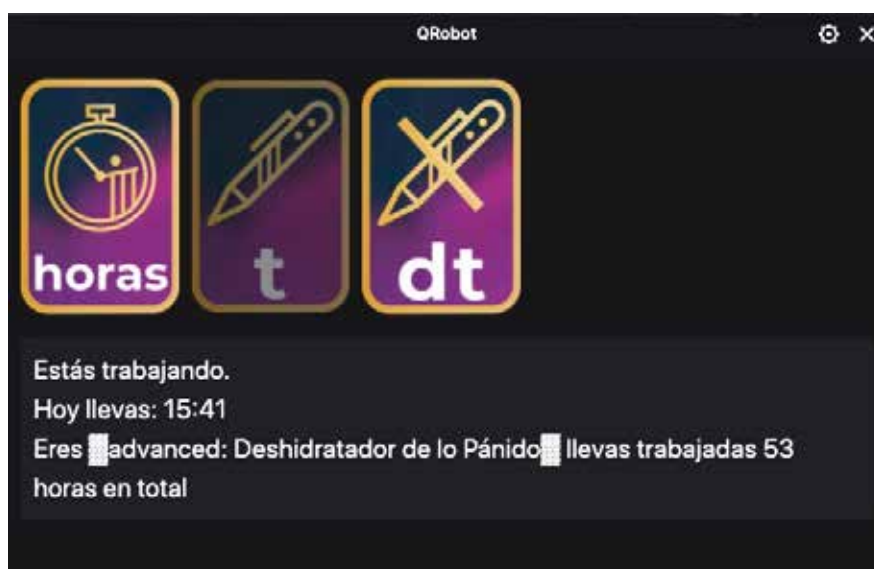 QRobot
horas
t
dt
Estás trabajando.
Hoy llevas: 15:41
Eres ▓advanced: Deshidratador de lo Pánido▓ llevas trabajadas 53
horas en total